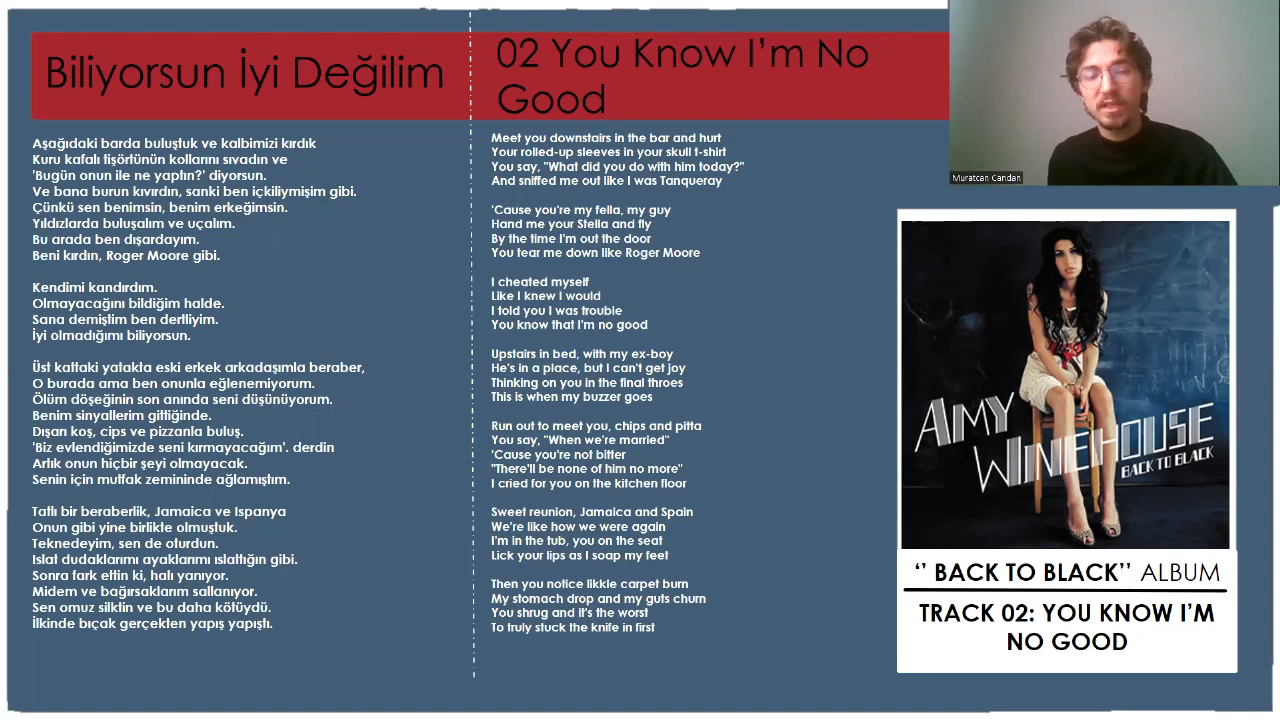 Biliyorsun İyi Değilim
Aşağıdaki barda buluştuk ve kalbimizi kırdık
Kuru kafalı tişörtünün kollarını sıvadın ve
'Bugün onun ile ne yaptın?' diyorsun.
Ve bana burun kıvırdın, sanki ben içkiliymişim gibi.
Çünkü sen benimsin, benim erkeğimsin.
Yıldızlarda buluşalım ve uçalım.
Bu arada ben dışardayım.
Beni kırdın, Roger Moore gibi.
Kendimi kandırdım.
Olmayacağını bildiğim halde.
Sana demiştim ben dertliyim.
İyi olmadığımı biliyorsun.
Üst kattaki yatakta eski erkek arkadaşımla beraber,
O burada ama ben onunla eğlenemiyorum.
Ölüm döşeğinin son anında seni düşünüyorum.
Benim sinyallerim gittiğinde.
Dışarı koş, cips ve pizzanla buluş.
'Biz evlendiğimizde seni kırmayacağım'. derdin
Artık onun hiçbir şeyi olmayacak.
Senin için mutfak zemininde ağlamıştım.
Tatlı bir beraberlik, Jamaica ve Ispanya
Onun gibi yine birlikte olmuştuk.
Teknedeyim, sen de oturdun.
Islat dudaklarımı ayaklarımı ıslattığın gibi.
Sonra fark ettin ki, halı yanıyor.
Midem ve bağırsaklarım sallanıyor.
Sen omuz silktin ve bu daha kötüydü.
İlkinde bıçak gerçekten yapış yapıştı.
02 You Know I'm No
Good
Meet you downstairs in the bar and hurt
Your rolled-up sleeves in your skull t-shirt
You say, "What did you do with him today?"
And sniffed me out like I was Tanqueray
'Cause you're my fella, my guy
Hand me your Stella and fly
By the time I'm out the door
You tear me down like Roger Moore
I cheated myself
Like I knew I would
I told you I was trouble
You know that I'm no good
Upstairs in bed, with my ex-boy
He's in a place, but I can't get joy
Thinking on you in the final throes
This is when my buzzer goes
Run out to meet you, chips and pitta
You say, "When we're married"
'Cause you're not bitter
"There'll be none of him no more"
I cried for you on the kitchen floor
Sweet reunion, Jamaica and Spain
We're like how we were again
I'm in the tub, you on the seat
Lick your lips as I soap my feet
Then you notice likkle carpet burn
My stomach drop and my guts churn
You shrug and it's the worst
To truly stuck the knife in first
Muratcan Candan
AMY
WINEHOUSE
BACK TO BLACK
'' BACK TO BLACK'' ALBUM
TRACK 02: YOU KNOW I'M
NO GOOD